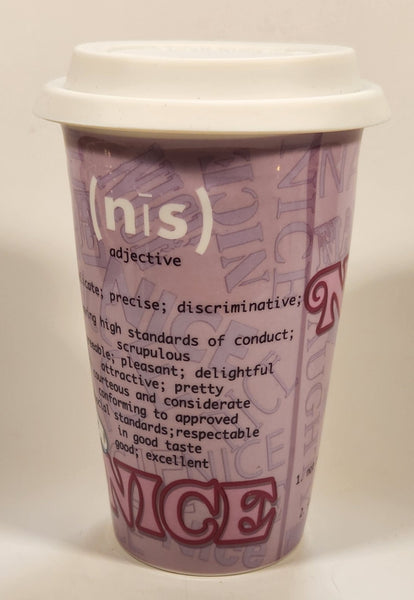 (nīs)
adjective
precise; discriminative;
high standards of conduct;
scrupulous
pleasant; delightful
attractive; pretty
courteous and considerate
conforming to approved
standards;respectable
in good taste
good; excellent
NICE